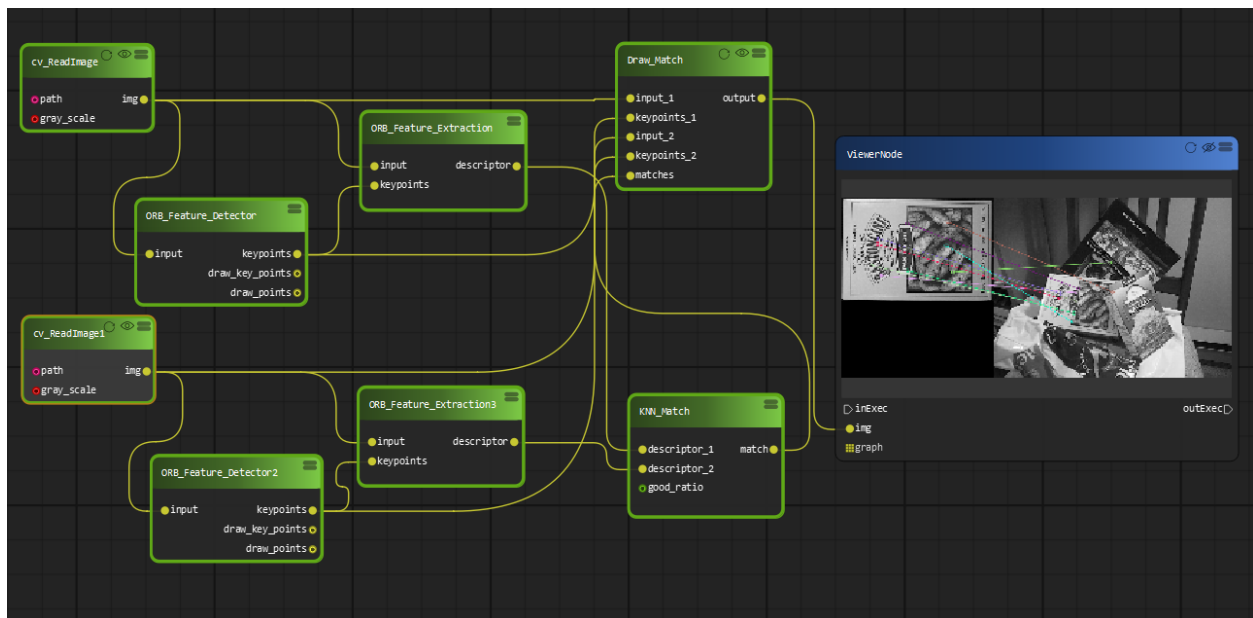 cv_ReadImage
path img
gray_scale
ORB_Feature_Extraction
input descriptor
keypoints
ORB_Feature_Detector
input keypoints
draw_key_points
draw_points
cv_ReadImage1
path img
gray_scale
ORB_Feature_Extraction3
input descriptor
keypoints
ORB_Feature_Detector2
input keypoints
draw_key_points
draw_points
Draw_Match
input_1 output
keypoints_1
input_2
keypoints_2
matches
KNN_Match
descriptor_1 match
descriptor_2
good_ratio
ViewerNode
inExec outExec
img
graph